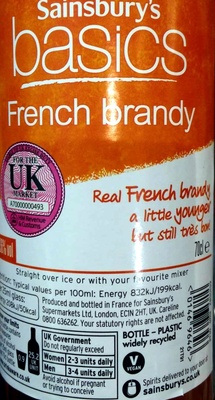 Sainsbury's
basics
French brandy
FOR THE
UK
MARKET
A70000000493
Real French brandy
a little younger
but still très bon
70cl e
Straight over ice or with your favourite mixer
Typical values per 100ml: Energy 832kJ/199kcal.
Produced and bottled in France for Sainsbury's
Supermarkets Ltd, London, EC1N 2HT, UK. Careline
0800 636262. Your statutory rights are not affected.
UK Government
Do not regularly exceed
Women 2-3 units daily
Men 3-4 units daily
Avoid alcohol if pregnant
or trying to conceive
BOTTLE - PLASTIC
widely recycled
V
VEGAN
Spirits delivered to your door at
sainsburys.co.uk